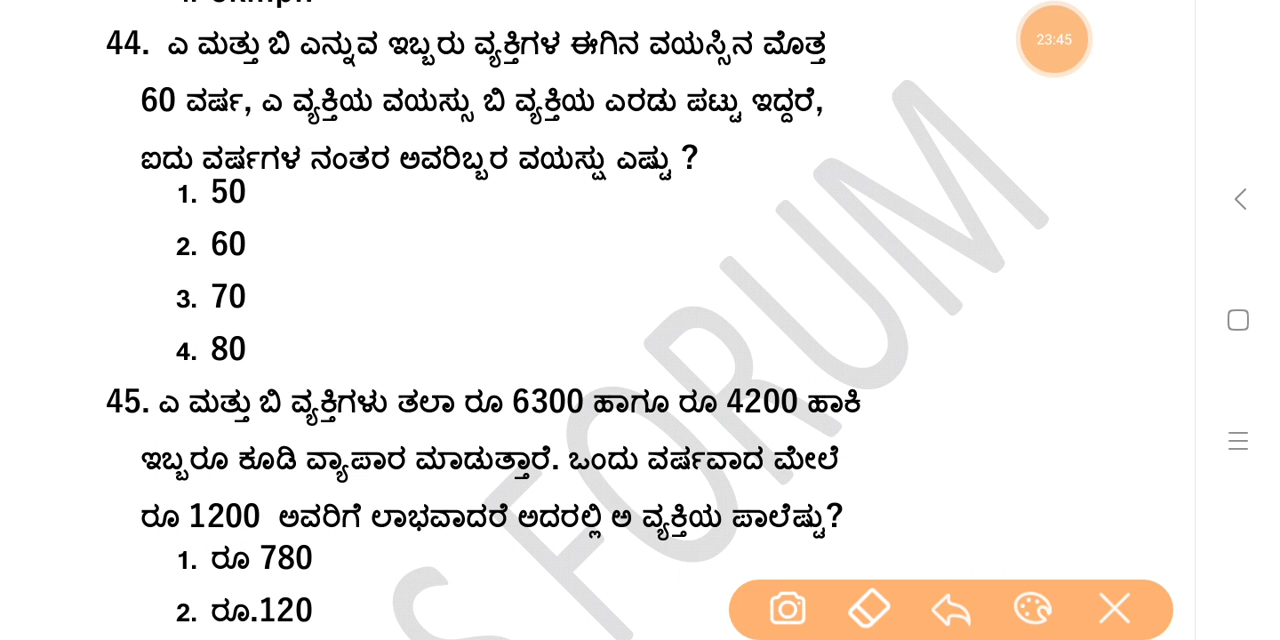 44. ಎ ಮತ್ತು ಬಿ ಎನ್ನುವ ಇಬ್ಬರು ವ್ಯಕ್ತಿಗಳ ಈಗಿನ ವಯಸ್ಸಿನ ಮೊತ್ತ
23:45
60 ವರ್ಷ, ಎ ವ್ಯಕ್ತಿಯ ವಯಸ್ಸು ಬಿ ವ್ಯಕ್ತಿಯ ಎರಡು ಪಟ್ಟು ಇದ್ದರೆ,
ಐದು ವರ್ಷಗಳ ನಂತರ ಅವರಿಬ್ಬರ ವಯಸ್ಷು ಎಷ್ಟು ?
1. 50
2. 60
3. 70
4. 80
45. ಎ ಮತ್ತು ಬಿ ವ್ಯಕ್ತಿಗಳು ತಲಾ ರೂ 6300 ಹಾಗೂ ರೂ 4200 ಹಾಕಿ
ಇಬ್ಬರೂ ಕೂಡಿ ವ್ಯಾಪಾರ ಮಾಡುತ್ತಾರೆ. ಒಂದು ವರ್ಷವಾದ ಮೇಲೆ
ರೂ 1200 ಅವರಿಗೆ ಲಾಭವಾದರೆ ಅದರಲ್ಲಿ ಅ ವ್ಯಕ್ತಿಯ ಪಾಲೆಷ್ಟು?
1. ರೂ 780
2. ರೂ.120
S FORUM